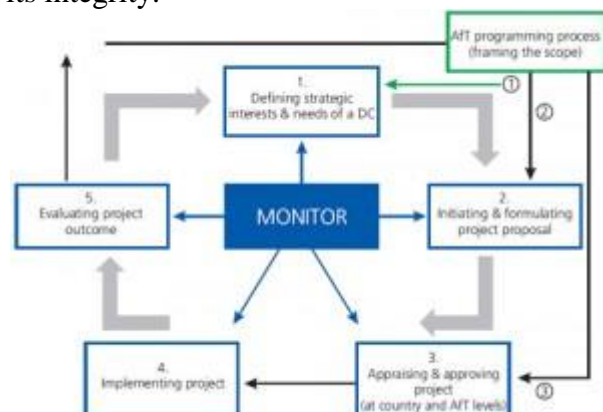 its integrity.
AfT programming process
(framing the scope)
1.
Defining strategic
interests & needs of a DC
①
②
5.
Evaluating project
outcome
MONITOR
2.
Initiating & formulating
project proposal
4.
Implementing project
3.
Appraising & approving
project
(at country and AfT levels)
③